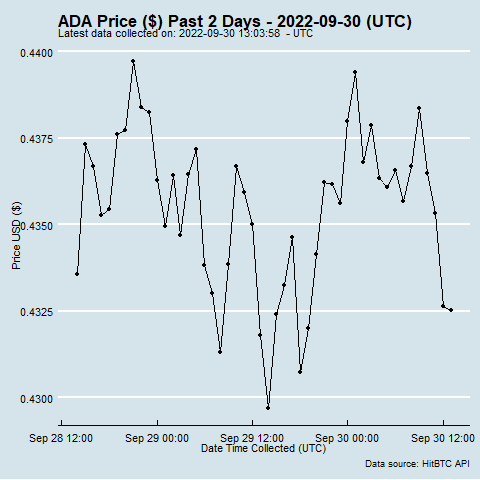 ADA Price ($) Past 2 Days - 2022-09-30 (UTC)
Latest data collected on: 2022-09-30 13:03:58 - UTC
0.4400
0.4375
0.4350
0.4325
0.4300
Price USD ($)
Sep 28 12:00 Sep 29 00:00 Sep 29 12:00 Sep 30 00:00 Sep 30 12:00
Date Time Collected (UTC)
Data source: HitBTC API